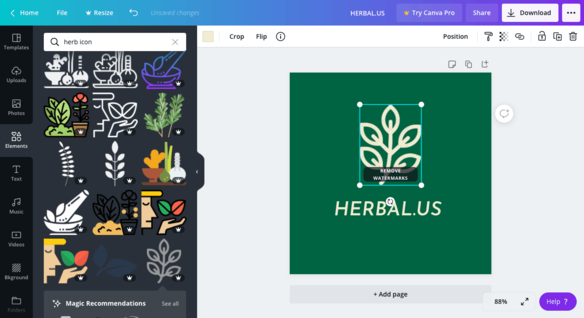 Home
File
Resize
Unsaved changes
HERBAL.US
Try Canva Pro
Share
Download
herb icon
Crop
Flip
Position
Templates
Uploads
Photos
Elements
Text
Music
Videos
Bkground
Folders
REMOVE
WATERMARKS
HERBAL.US
+ Add page
Magic Recommendations
See all
88%
Help ?